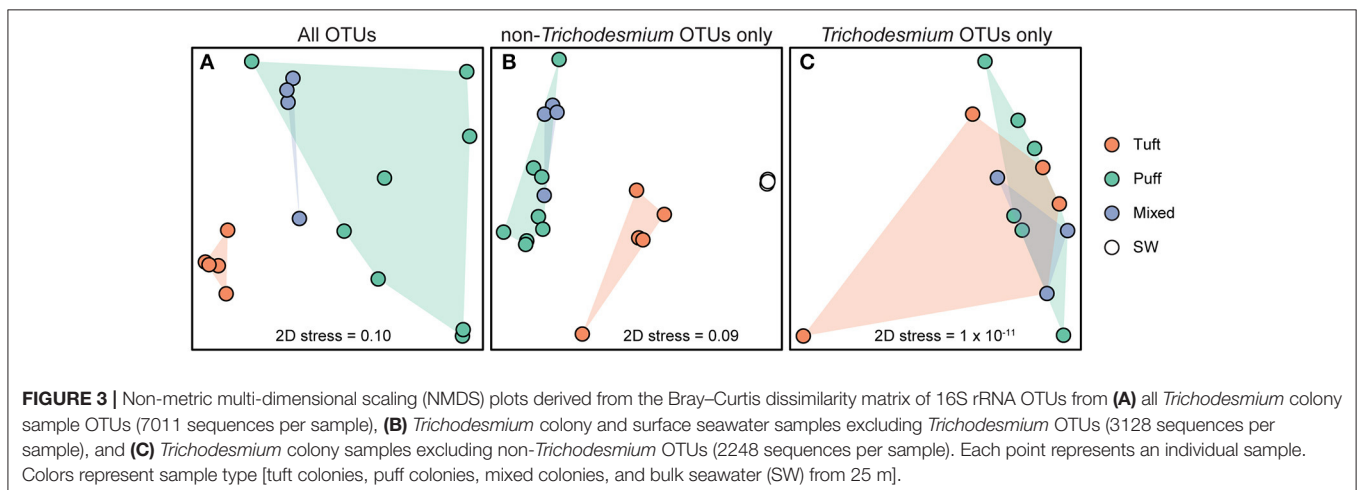 All OTUs
non-Trichodesmium OTUs only
Trichodesmium OTUs only
A
B
C
Tuft
Puff
Mixed
SW
2D stress = 0.10
2D stress = 0.09
2D stress = 1 x 10⁻¹¹
FIGURE 3 | Non-metric multi-dimensional scaling (NMDS) plots derived from the Bray–Curtis dissimilarity matrix of 16S rRNA OTUs from (A) all Trichodesmium colony
sample OTUs (7011 sequences per sample), (B) Trichodesmium colony and surface seawater samples excluding Trichodesmium OTUs (3128 sequences per
sample), and (C) Trichodesmium colony samples excluding non-Trichodesmium OTUs (2248 sequences per sample). Each point represents an individual sample.
Colors represent sample type [tuft colonies, puff colonies, mixed colonies, and bulk seawater (SW) from 25 m].